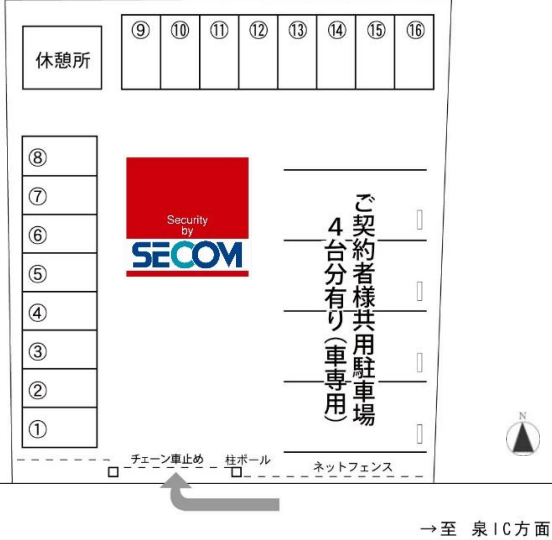 ⑨ ⑩ ⑪ ⑫ ⑬ ⑭ ⑮ ⑯
休憩所
⑧
⑦
⑥
⑤
④
③
②
①
Security
by
SECOM
ご契約者様共用駐車場
4台分有り(車専用)
チェーン車止め
柱ポール
ネットフェンス
N
→至 泉IC方面